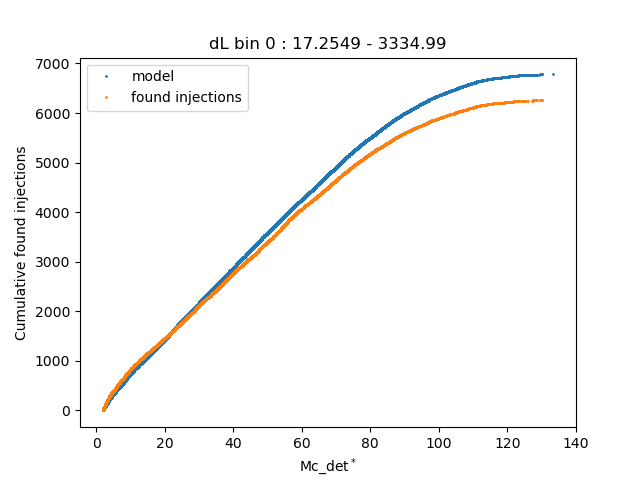 dL bin 0 : 17.2549 - 3334.99
model
found injections
Cumulative found injections
7000
6000
5000
4000
3000
2000
1000
0
0 20 40 60 80 100 120 140
Mc_det*